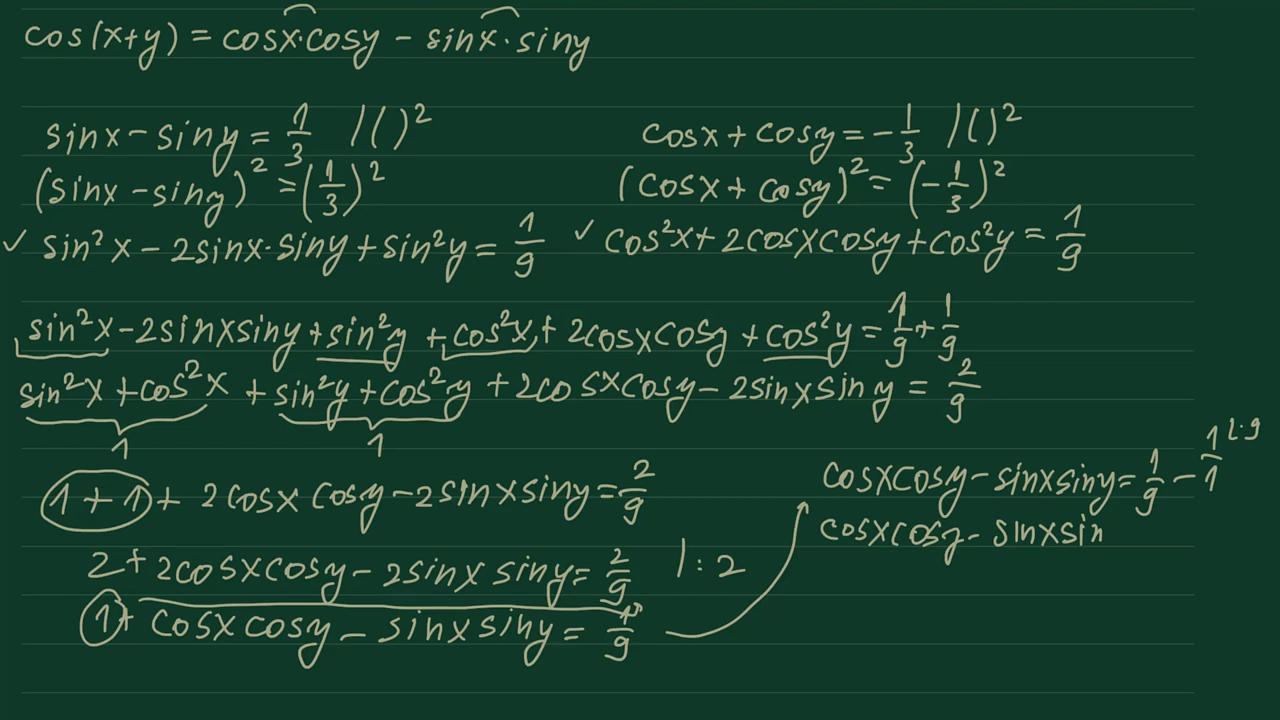 cos(x+y) = cosx·cosy − sinx·siny
sinx − siny = 1/3 /( )²
cosx + cosy = −1/3 /( )²
(sinx − siny)² = (1/3)²
(cosx + cosy)² = (−1/3)²
✓ sin²x − 2sinx·siny + sin²y = 1/9
✓ cos²x + 2cosxcosy + cos²y = 1/9
sin²x − 2sinxsiny + sin²y + cos²x + 2cosxcosy + cos²y = 1/9 + 1/9
sin²x + cos²x + sin²y + cos²y + 2cosxcosy − 2sinxsiny = 2/9
1 1
1 + 1 + 2cosxcosy − 2sinxsiny = 2/9
2 + 2cosxcosy − 2sinxsiny = 2/9 /:2
1 + cosxcosy − sinxsiny = 1/9
cosxcosy − sinxsiny = 1/9 − 1/1 |·9
cosxcosy − sinxsin